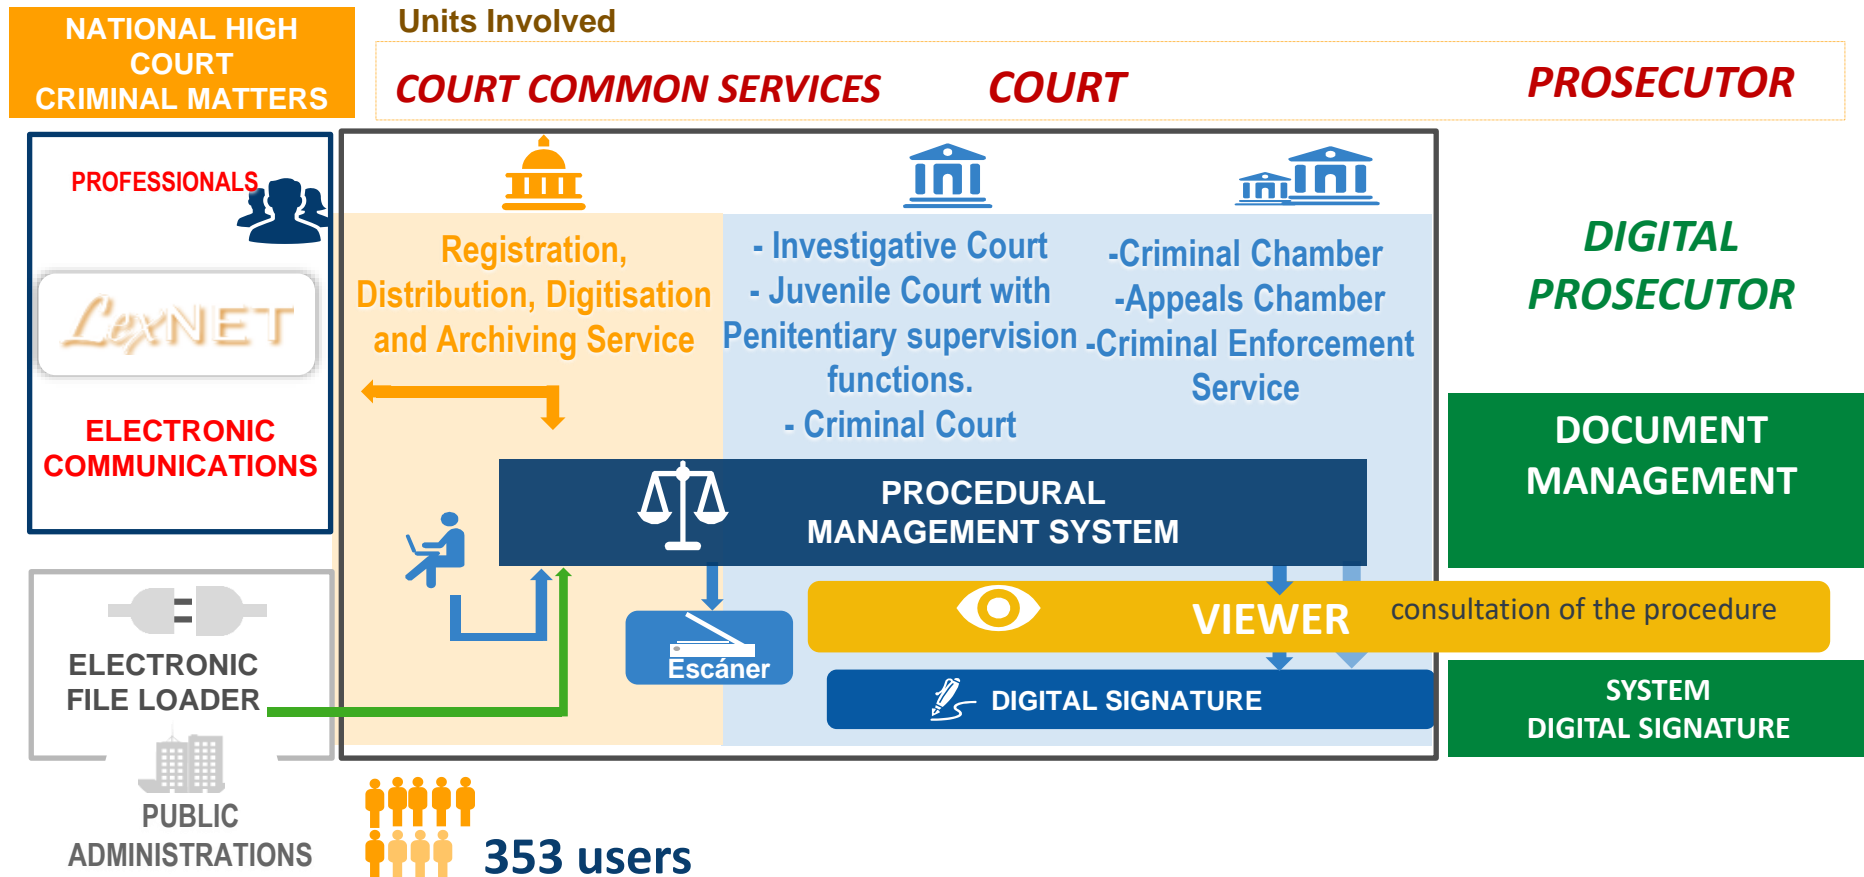 NATIONAL HIGH
COURT
CRIMINAL MATTERS
Units Involved
COURT COMMON SERVICES
COURT
PROSECUTOR
PROFESSIONALS
LexNET
ELECTRONIC
COMMUNICATIONS
Registration,
Distribution, Digitisation
and Archiving Service
- Investigative Court
- Juvenile Court with
Penitentiary supervision
functions.
- Criminal Court
-Criminal Chamber
-Appeals Chamber
-Criminal Enforcement
Service
DIGITAL
PROSECUTOR
DOCUMENT
MANAGEMENT
PROCEDURAL
MANAGEMENT SYSTEM
VIEWER
consultation of the procedure
Escáner
DIGITAL SIGNATURE
SYSTEM
DIGITAL SIGNATURE
ELECTRONIC
FILE LOADER
PUBLIC
ADMINISTRATIONS
353 users